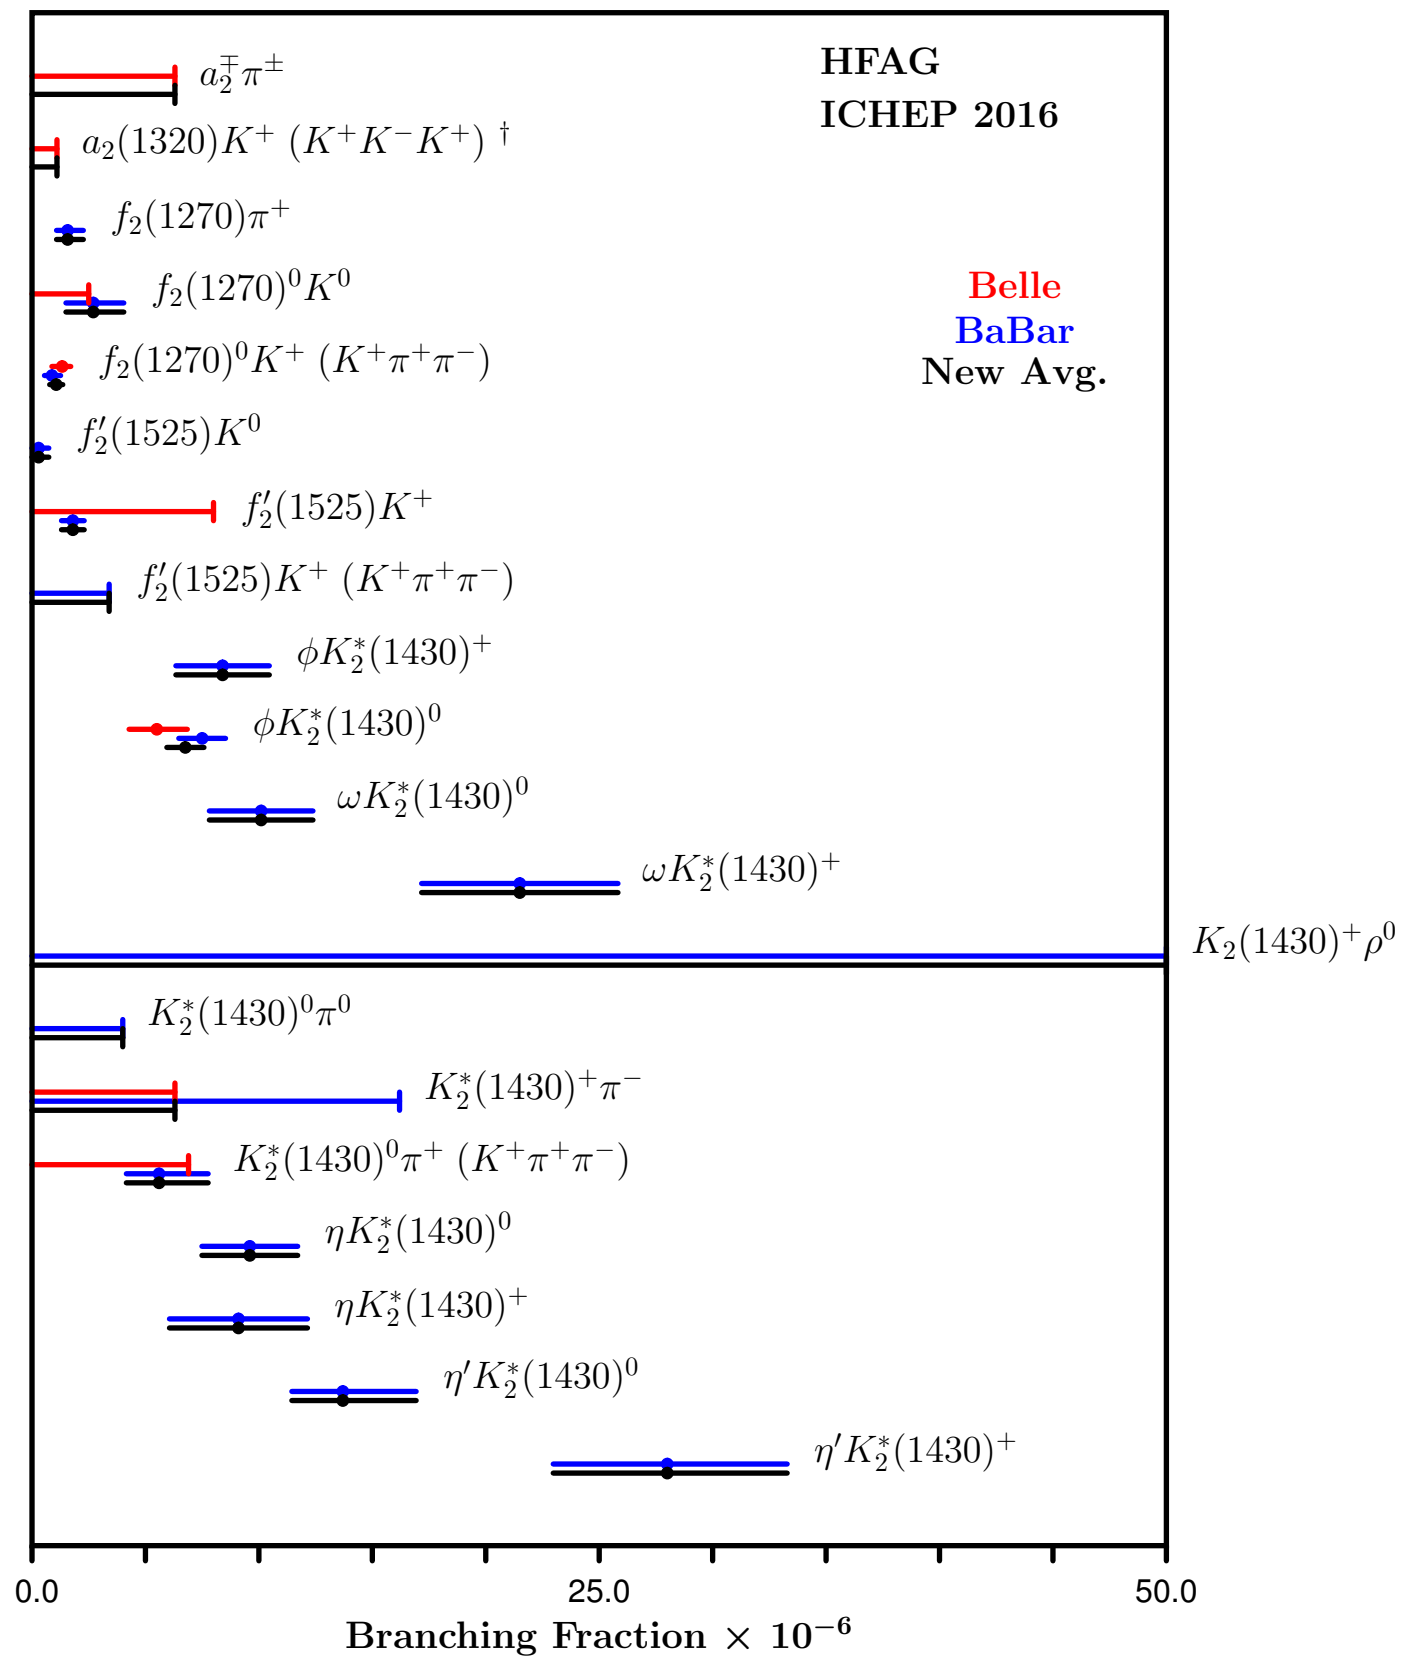 a₂^∓π^±
HFAG
ICHEP 2016
a₂(1320)K⁺ (K⁺K⁻K⁺) †
f₂(1270)π⁺
f₂(1270)⁰K⁰
Belle
BaBar
New Avg.
f₂(1270)⁰K⁺ (K⁺π⁺π⁻)
f₂′(1525)K⁰
f₂′(1525)K⁺
f₂′(1525)K⁺ (K⁺π⁺π⁻)
ϕK₂*(1430)⁺
ϕK₂*(1430)⁰
ωK₂*(1430)⁰
ωK₂*(1430)⁺
K₂(1430)⁺ρ⁰
K₂*(1430)⁰π⁰
K₂*(1430)⁺π⁻
K₂*(1430)⁰π⁺ (K⁺π⁺π⁻)
ηK₂*(1430)⁰
ηK₂*(1430)⁺
η′K₂*(1430)⁰
η′K₂*(1430)⁺
0.0 25.0 50.0
Branching Fraction × 10⁻⁶